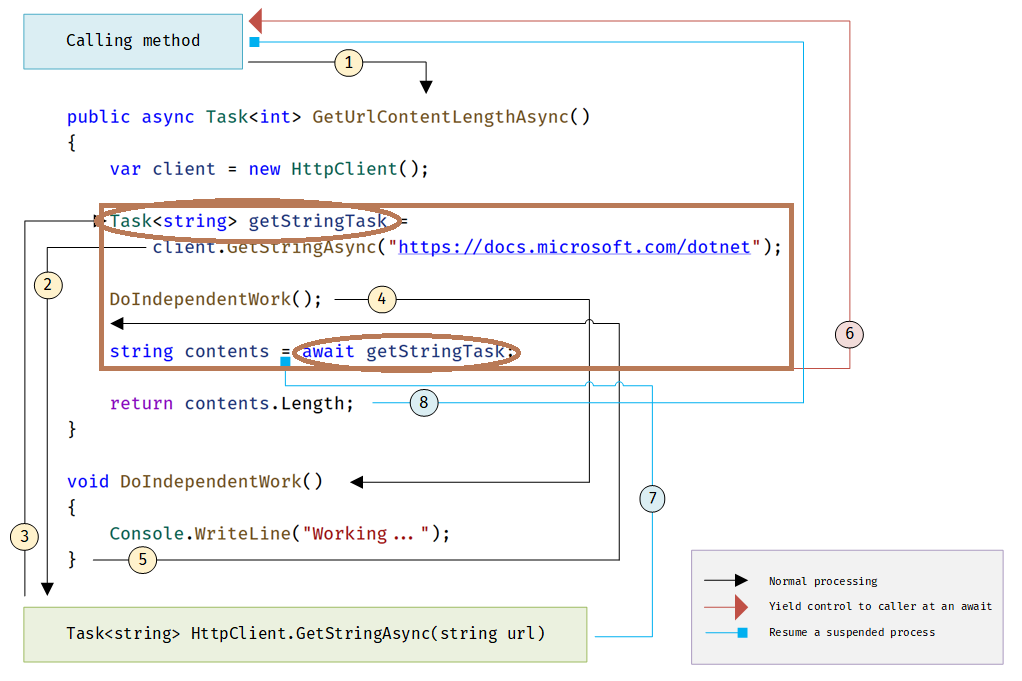 Calling method
1
public async Task<int> GetUrlContentLengthAsync()
{
var client = new HttpClient();
Task<string> getStringTask =
client.GetStringAsync("https://docs.microsoft.com/dotnet");
2
DoIndependentWork();
4
6
string contents = await getStringTask;
return contents.Length;
8
}
void DoIndependentWork()
7
{
Console.WriteLine("Working...");
3
}
5
Task<string> HttpClient.GetStringAsync(string url)
Normal processing
Yield control to caller at an await
Resume a suspended process